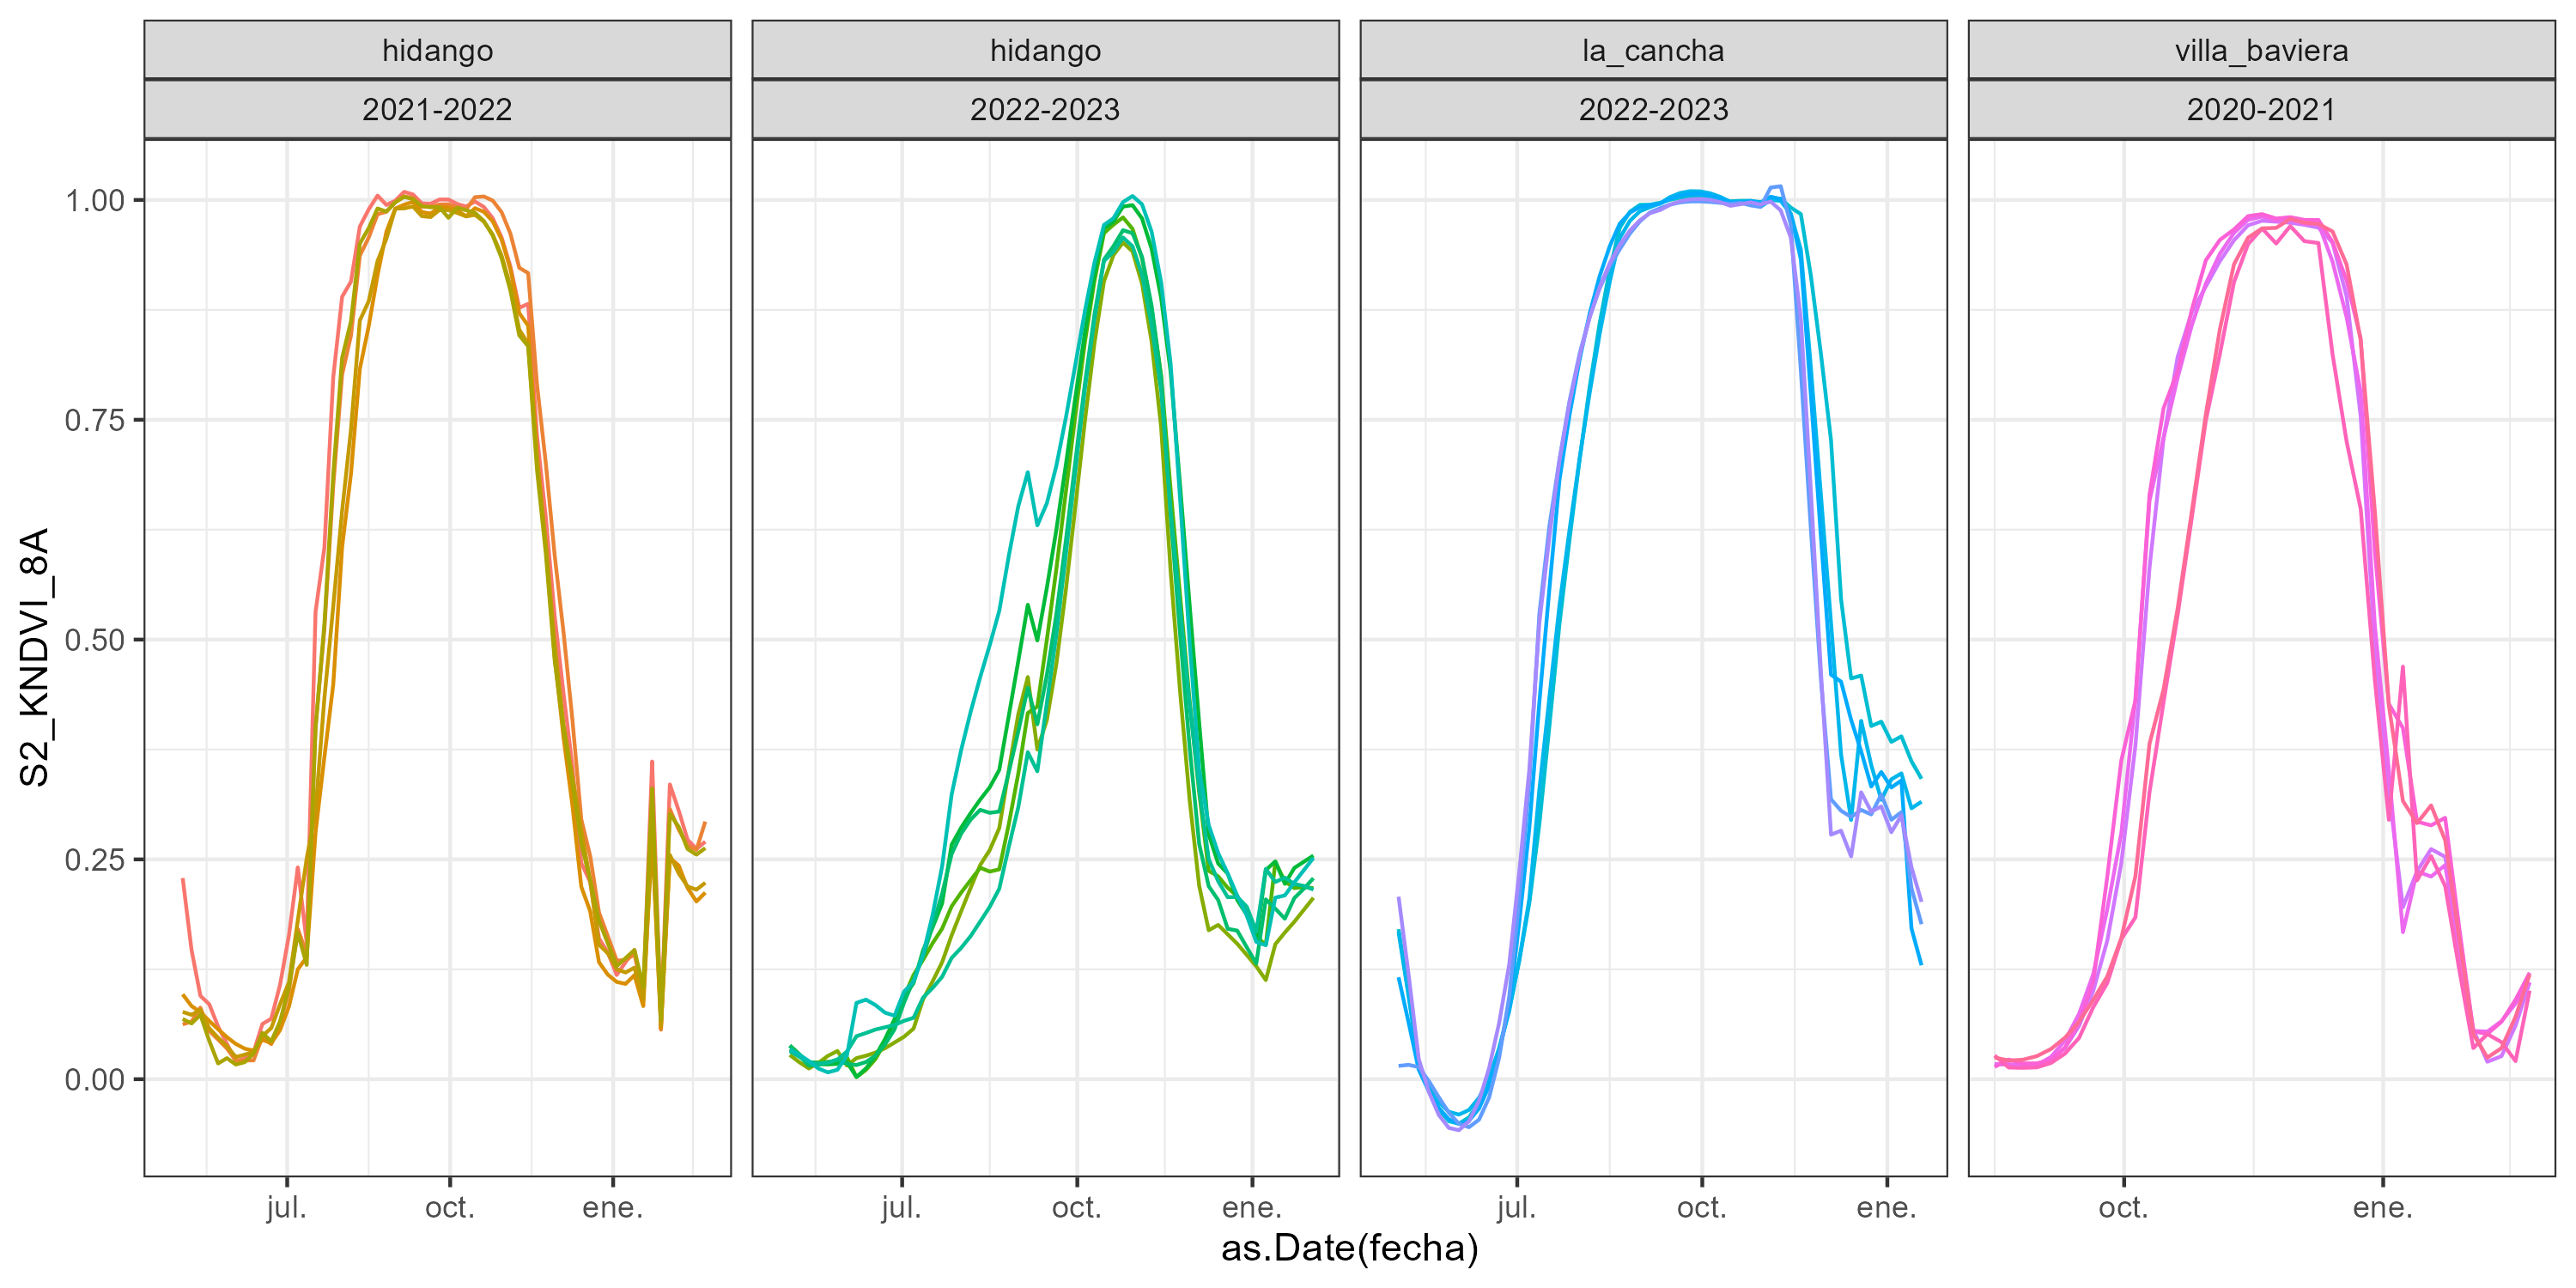 hidango
hidango
la_cancha
villa_baviera
2021-2022
2022-2023
2022-2023
2020-2021
S2_KNDVI_8A
1.00
0.75
0.50
0.25
0.00
jul. oct. ene.
jul. oct. ene.
jul. oct. ene.
oct. ene.
as.Date(fecha)